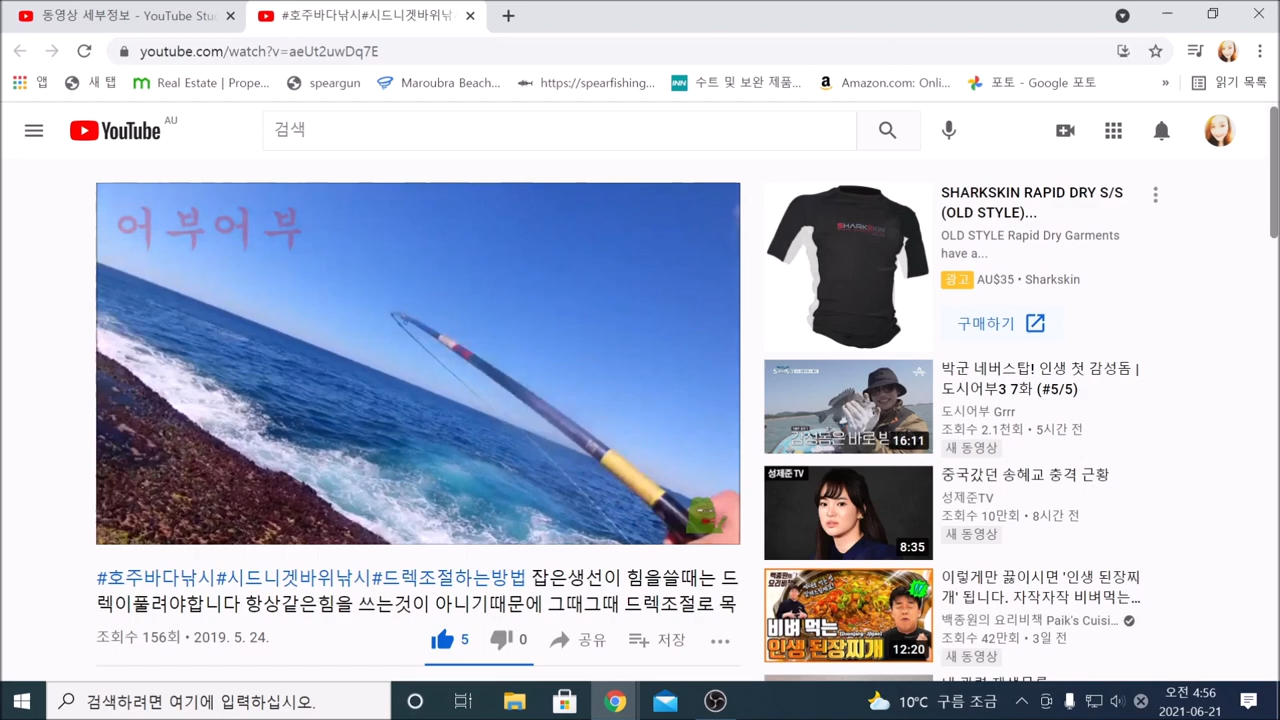 동영상 세부정보 - YouTube Stu
#호주바다낚시#시드니겟바위낚
youtube.com/watch?v=aeUt2uwDq7E
앱 새 탭 Real Estate | Prope... speargun Maroubra Beach... https://spearfishing... INN 수트 및 보완 제품... Amazon.com: Onli... 포토 - Google 포토 » 읽기 목록
YouTube AU
검색
어 부 어 부
SHARKSKIN
SHARKSKIN RAPID DRY S/S
(OLD STYLE)...
OLD STYLE Rapid Dry Garments
have a...
광고 AU$35 • Sharkskin
구매하기
감성돔은 바로
16:11
박군 네버스탑! 인생 첫 감성돔 |
도시어부3 7화 (#5/5)
도시어부 Grrr
조회수 2.1천회 • 5시간 전
새 동영상
성제준TV
8:35
중국갔던 송혜교 충격 근황
성제준TV
조회수 10만회 • 8시간 전
새 동영상
백종원의
요리비책
비벼 먹는
인생 된장찌개
12:20
이렇게만 끓이시면 '인생 된장찌
개' 됩니다. 자작자작 비벼먹는...
백종원의 요리비책 Paik's Cuisi...
조회수 42만회 • 3일 전
새 동영상
#호주바다낚시#시드니겟바위낚시#드렉조절하는방법 잡은생선이 힘을쓸때는 드
렉이풀려야합니다 항상같은힘을 쓰는것이 아니기때문에 그때그때 드렉조절로 목
조회수 156회 • 2019. 5. 24.
5 0 공유 저장
검색하려면 여기에 입력하십시오.
10°C 구름 조금
오전 4:56
2021-06-21